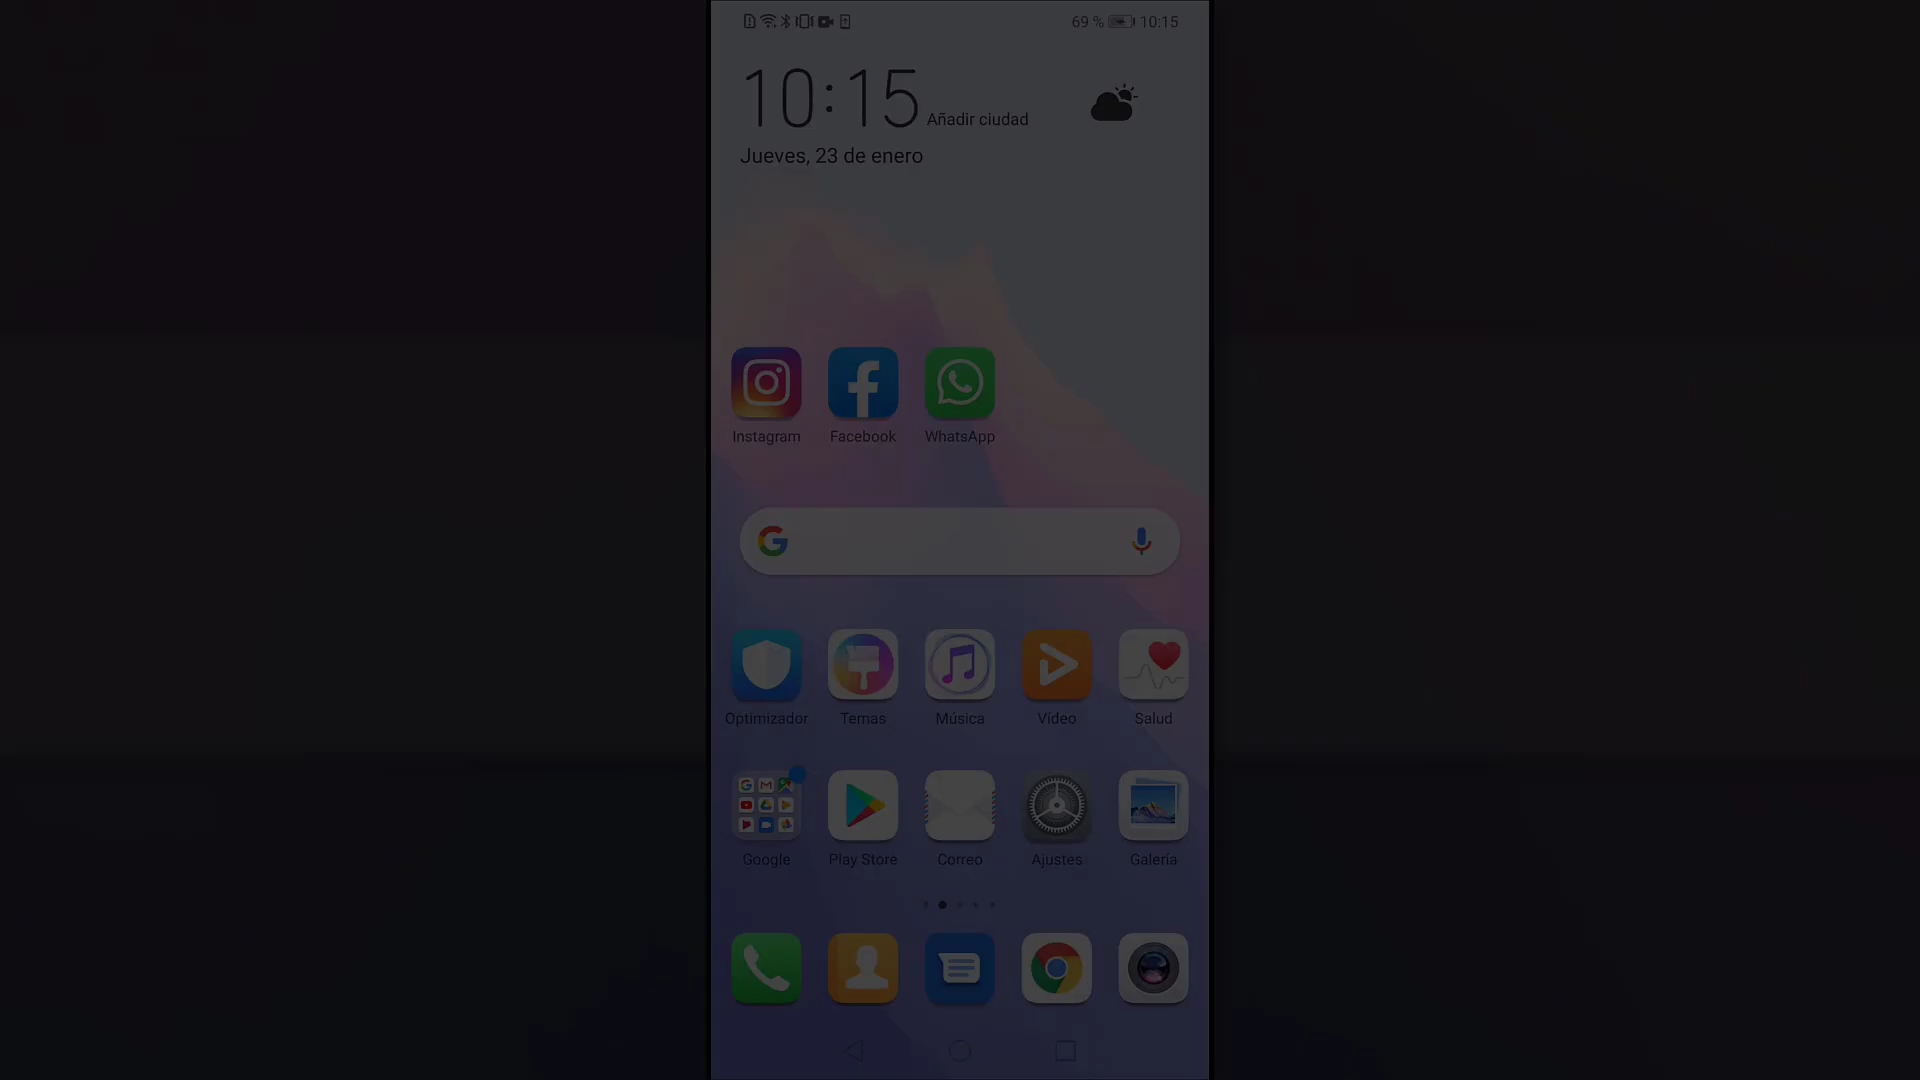 69 % 10:15
10:15 Añadir ciudad
Jueves, 23 de enero
Instagram Facebook WhatsApp
Optimizador Temas Música Vídeo Salud
Google Play Store Correo Ajustes Galería